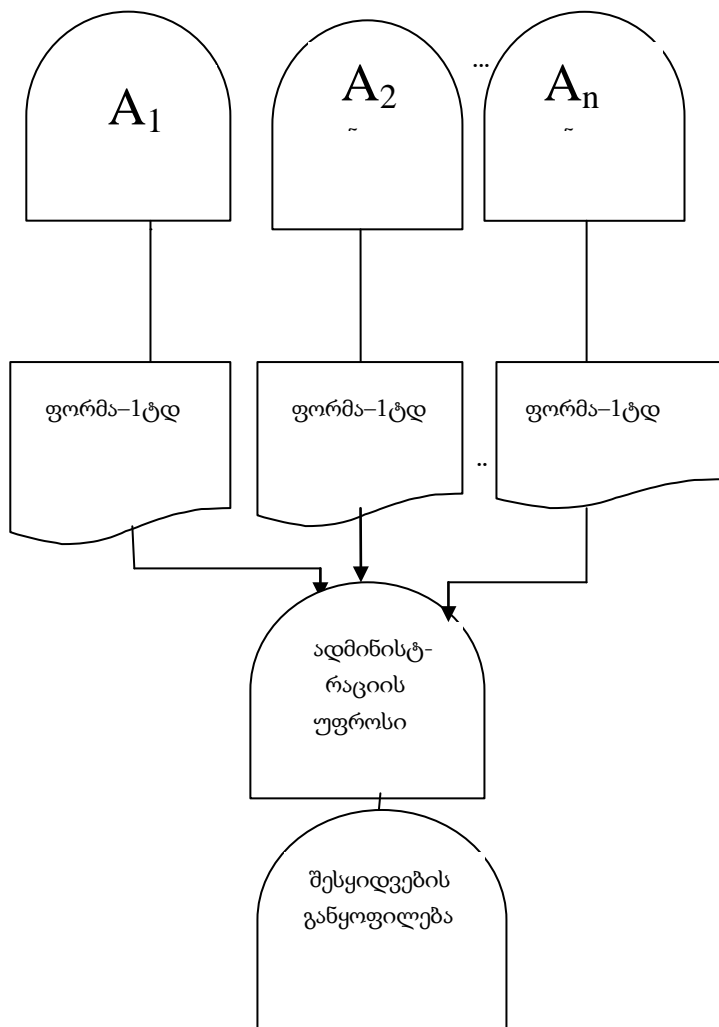 A1
A2
...
An
~
~
ფორმა–1ტდ
ფორმა–1ტდ
ფორმა–1ტდ
..
ადმინისტ-
რაციის
უფროსი
შესყიდვების
განყოფილება